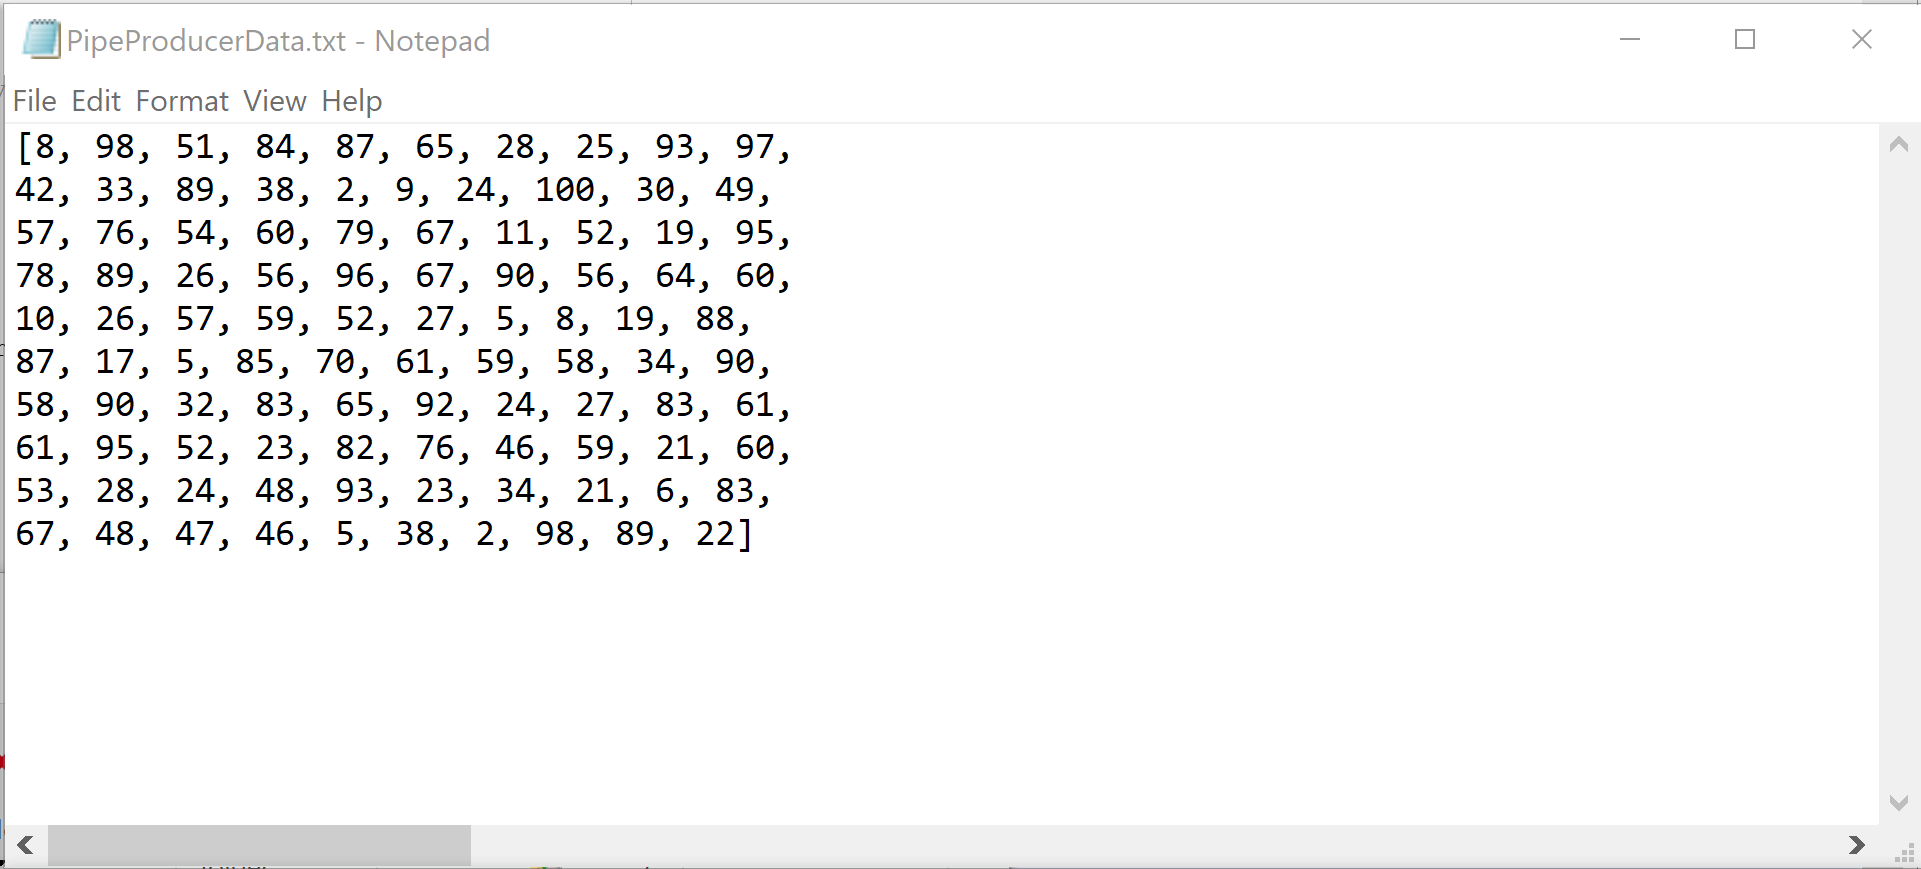 PipeProducerData.txt - Notepad
File Edit Format View Help
[8, 98, 51, 84, 87, 65, 28, 25, 93, 97,
42, 33, 89, 38, 2, 9, 24, 100, 30, 49,
57, 76, 54, 60, 79, 67, 11, 52, 19, 95,
78, 89, 26, 56, 96, 67, 90, 56, 64, 60,
10, 26, 57, 59, 52, 27, 5, 8, 19, 88,
87, 17, 5, 85, 70, 61, 59, 58, 34, 90,
58, 90, 32, 83, 65, 92, 24, 27, 83, 61,
61, 95, 52, 23, 82, 76, 46, 59, 21, 60,
53, 28, 24, 48, 93, 23, 34, 21, 6, 83,
67, 48, 47, 46, 5, 38, 2, 98, 89, 22]